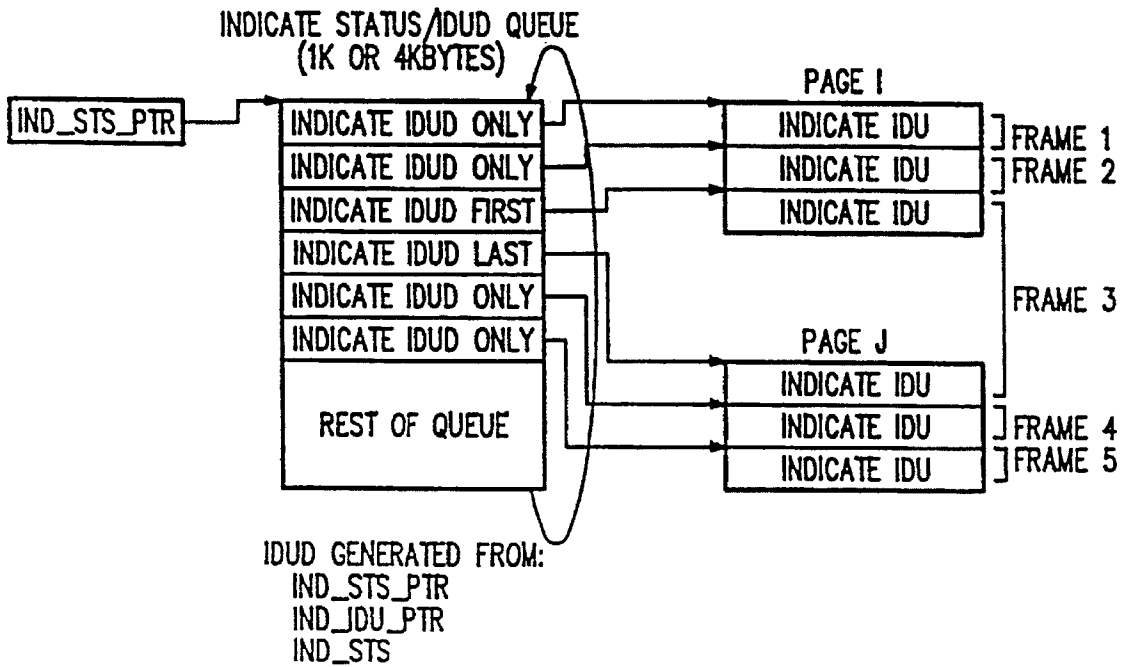 INDICATE STATUS/IDUD QUEUE
(1K OR 4KBYTES)
IND_STS_PTR
INDICATE IDUD ONLY
INDICATE IDUD ONLY
INDICATE IDUD FIRST
INDICATE IDUD LAST
INDICATE IDUD ONLY
INDICATE IDUD ONLY
REST OF QUEUE
PAGE I
INDICATE IDU
INDICATE IDU
INDICATE IDU
FRAME 1
FRAME 2
FRAME 3
PAGE J
INDICATE IDU
INDICATE IDU
INDICATE IDU
FRAME 4
FRAME 5
IDUD GENERATED FROM:
IND_STS_PTR
IND_IDU_PTR
IND_STS